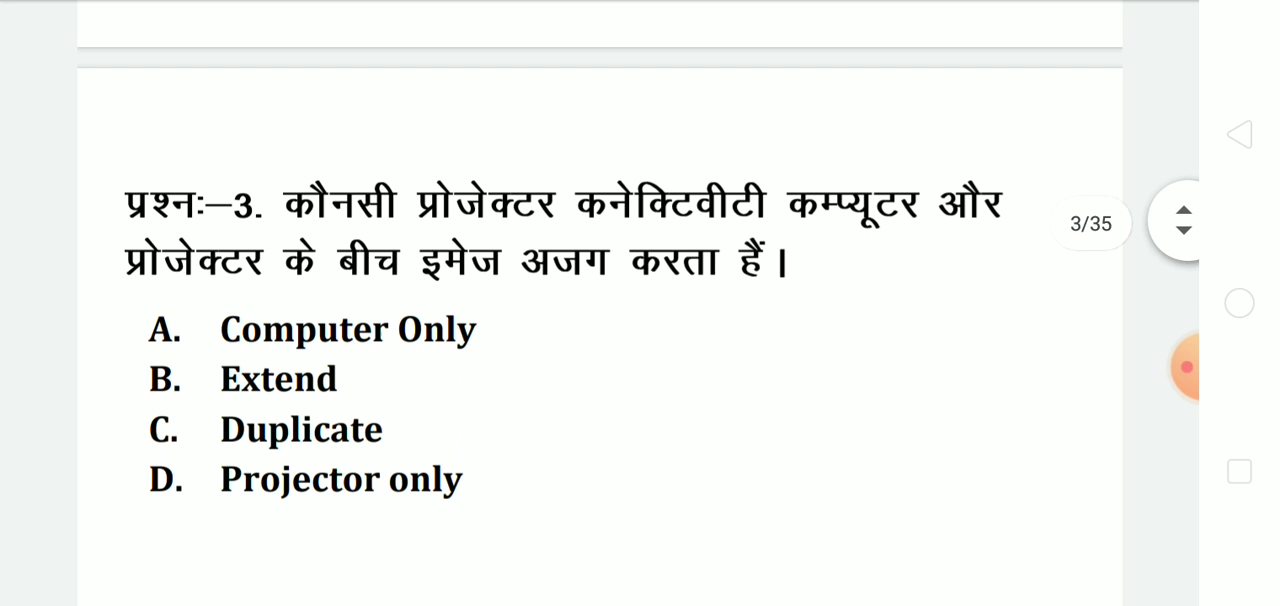 प्रश्नः–3. कौनसी प्रोजेक्टर कनेक्टिवीटी कम्प्यूटर और
प्रोजेक्टर के बीच इमेज अजग करता हैं।
3/35
A. Computer Only
B. Extend
C. Duplicate
D. Projector only